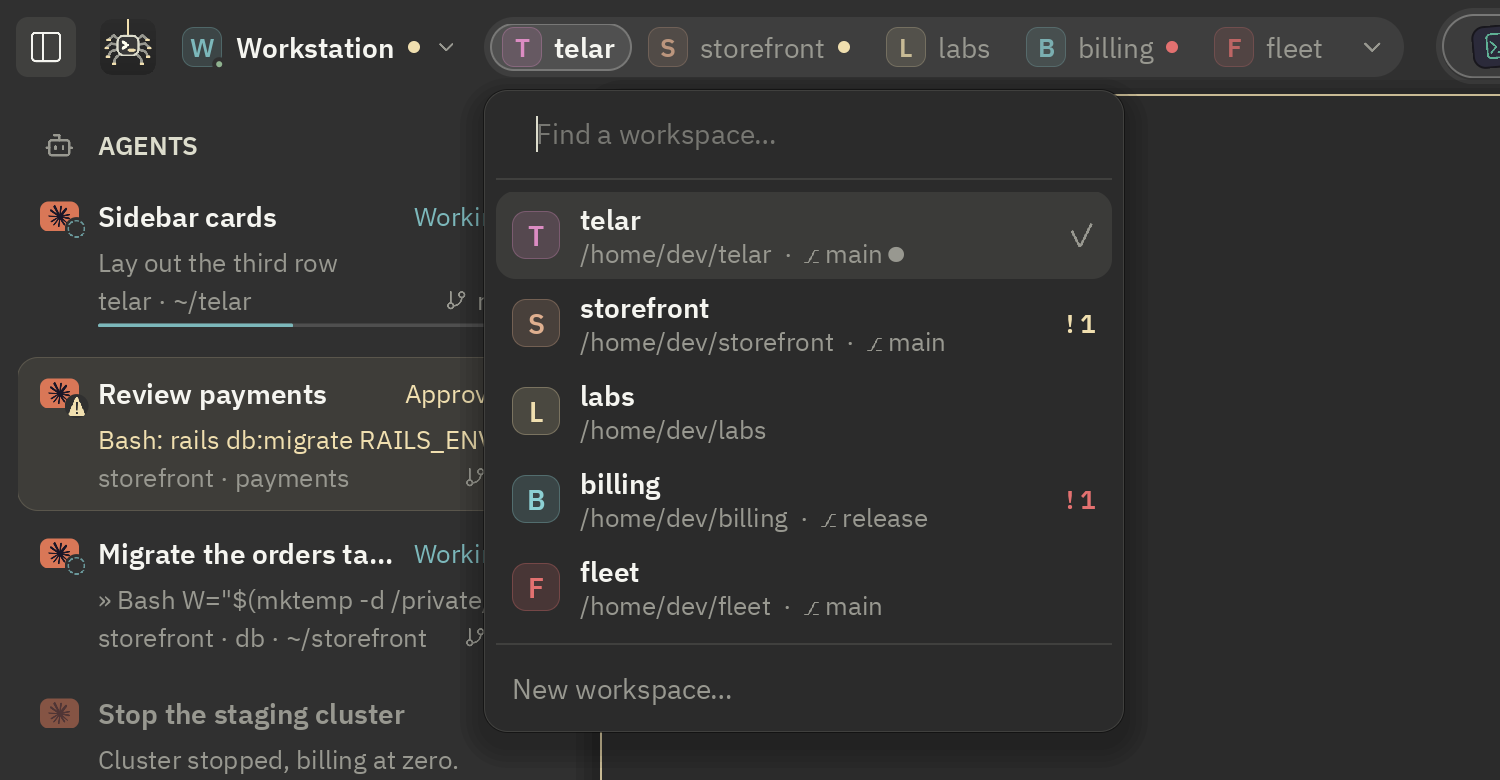 W Workstation
T telar
S storefront
L labs
B billing
F fleet
Find a workspace…
AGENTS
Sidebar cards
Lay out the third row
telar · ~/telar
Review payments
Bash: rails db:migrate
storefront · payments
Migrate the orders ta…
» Bash W="$(mktemp -d
storefront · db · ~/storefront
Stop the staging cluster
Cluster stopped, billing at zero.
T telar
/home/dev/telar · ⌥ main
S storefront
/home/dev/storefront · ⌥ main
!1
L labs
/home/dev/labs
B billing
/home/dev/billing · ⌥ release
!1
F fleet
/home/dev/fleet · ⌥ main
New workspace…